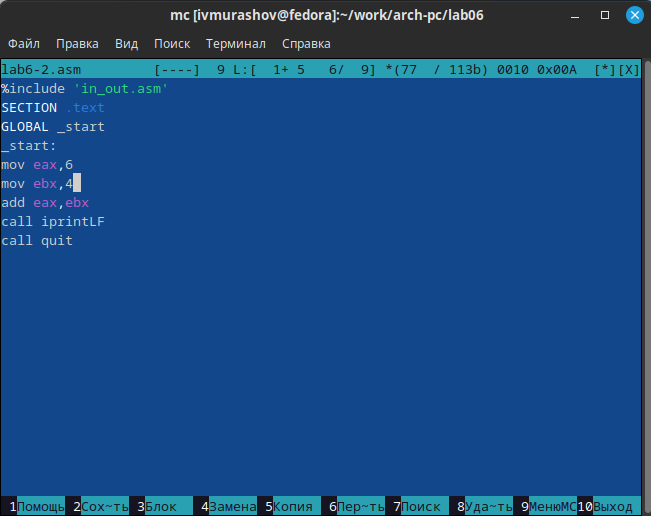 mc [ivmurashov@fedora]:~/work/arch-pc/lab06
Файл Правка Вид Поиск Терминал Справка
lab6-2.asm [----] 9 L:[ 1+ 5 6/ 9] *(77 / 113b) 0010 0x00A [*][X]
%include 'in_out.asm'
SECTION .text
GLOBAL _start
_start:
mov eax,6
mov ebx,4
add eax,ebx
call iprintLF
call quit
1Помощь 2Сох~ть 3Блок 4Замена 5Копия 6Пер~ть 7Поиск 8Уда~ть 9МенюMC 10Выход